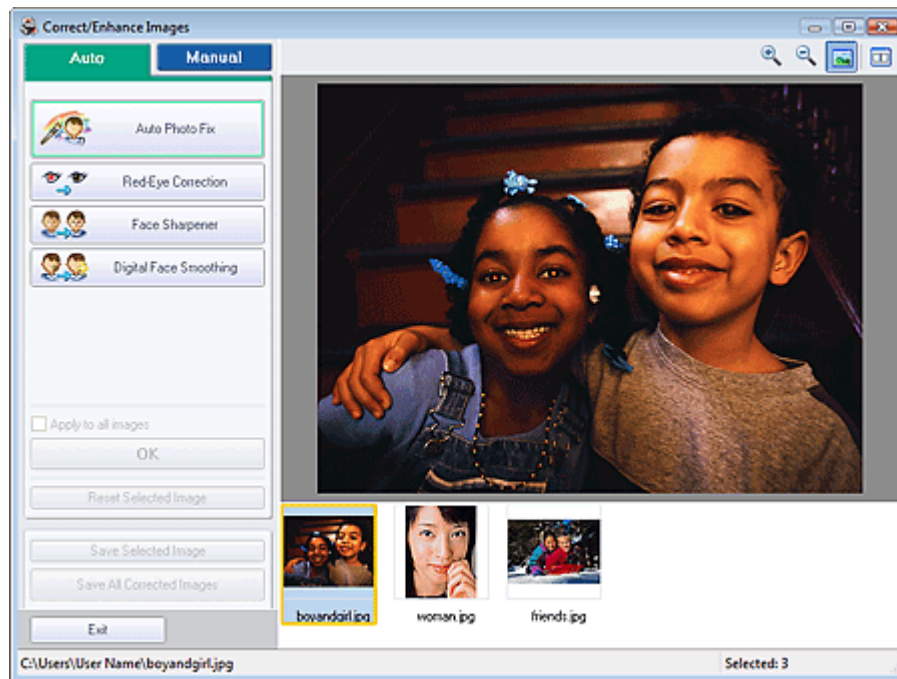 Correct/Enhance Images
Auto
Manual
Auto Photo Fix
Red-Eye Correction
Face Sharpener
Digital Face Smoothing
Apply to all images
OK
Reset Selected Image
Save Selected Image
Save All Corrected Images
Exit
boyandgirl.jpg
woman.jpg
friends.jpg
C:\Users\User Name\boyandgirl.jpg
Selected: 3